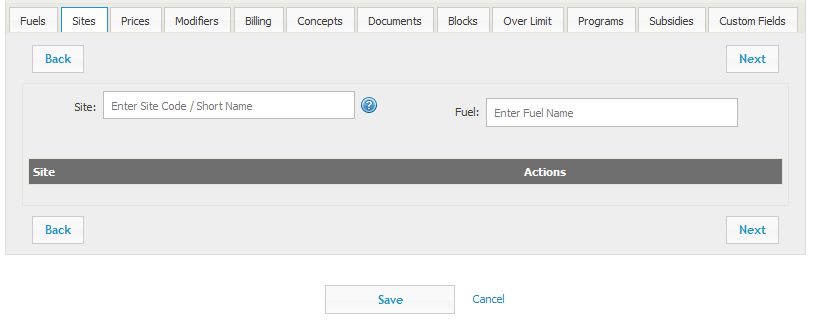 Fuels Sites Prices Modifiers Billing Concepts Documents Blocks Over Limit Programs Subsidies Custom Fields
Back Next
Site: Enter Site Code / Short Name ? Fuel: Enter Fuel Name
Site Actions
Back Next
Save Cancel